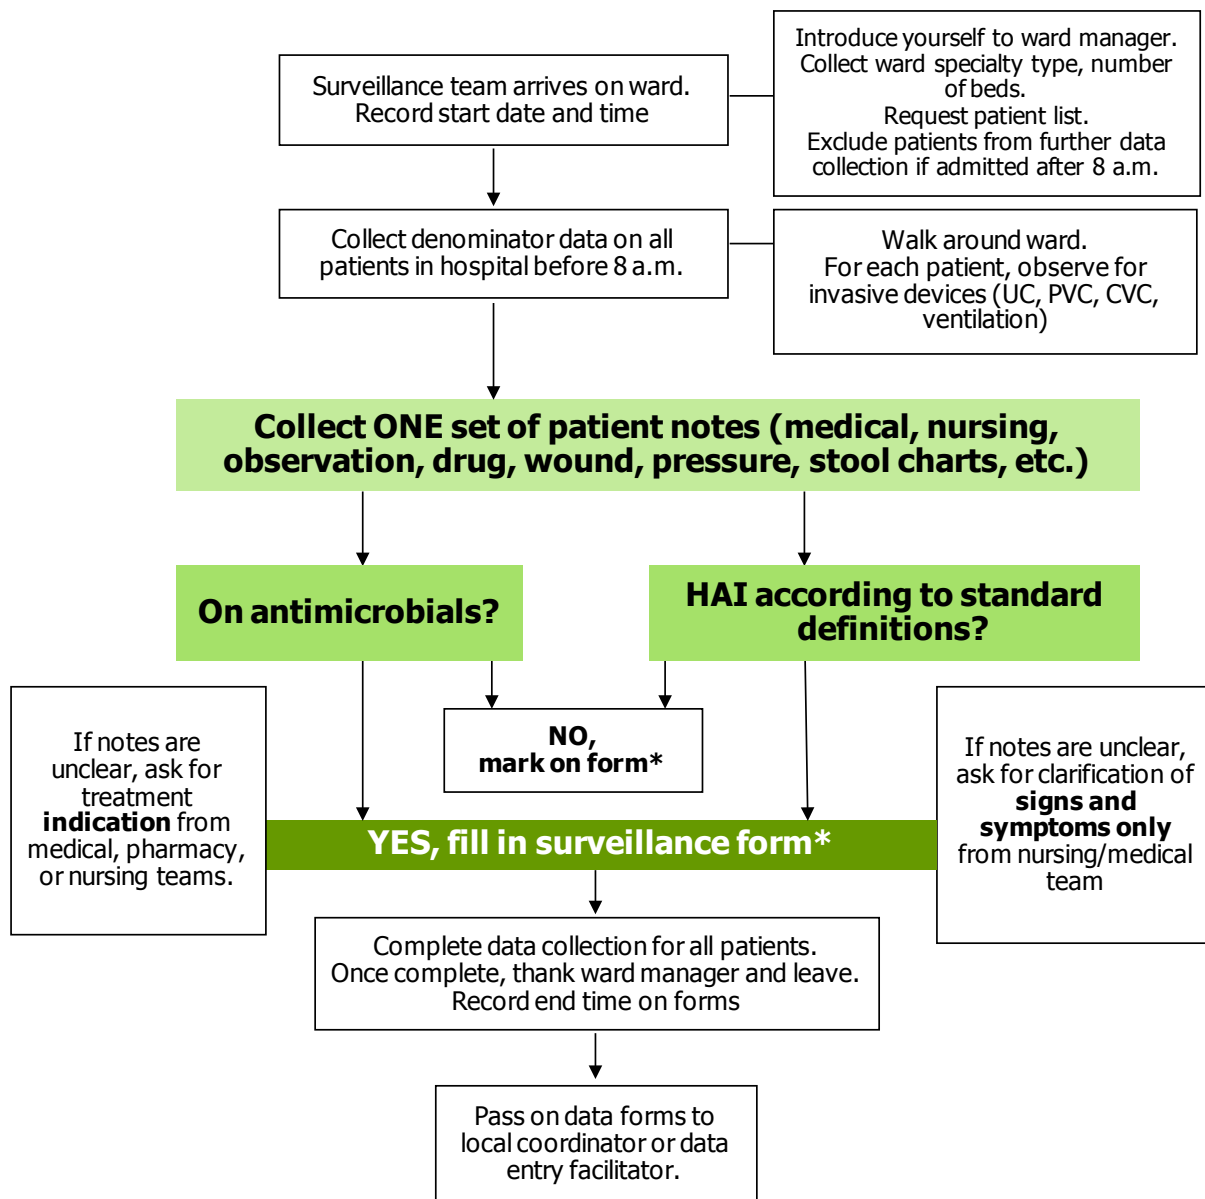 Surveillance team arrives on ward.
Record start date and time
Introduce yourself to ward manager.
Collect ward specialty type, number
of beds.
Request patient list.
Exclude patients from further data
collection if admitted after 8 a.m.
Collect denominator data on all
patients in hospital before 8 a.m.
Walk around ward.
For each patient, observe for
invasive devices (UC, PVC, CVC,
ventilation)
Collect ONE set of patient notes (medical, nursing,
observation, drug, wound, pressure, stool charts, etc.)
On antimicrobials?
HAI according to standard
definitions?
If notes are
unclear, ask for
treatment
indication from
medical, pharmacy,
or nursing teams.
NO,
mark on form*
If notes are unclear,
ask for clarification of
signs and
symptoms only
from nursing/medical
team
YES, fill in surveillance form*
Complete data collection for all patients.
Once complete, thank ward manager and leave.
Record end time on forms
Pass on data forms to
local coordinator or data
entry facilitator.